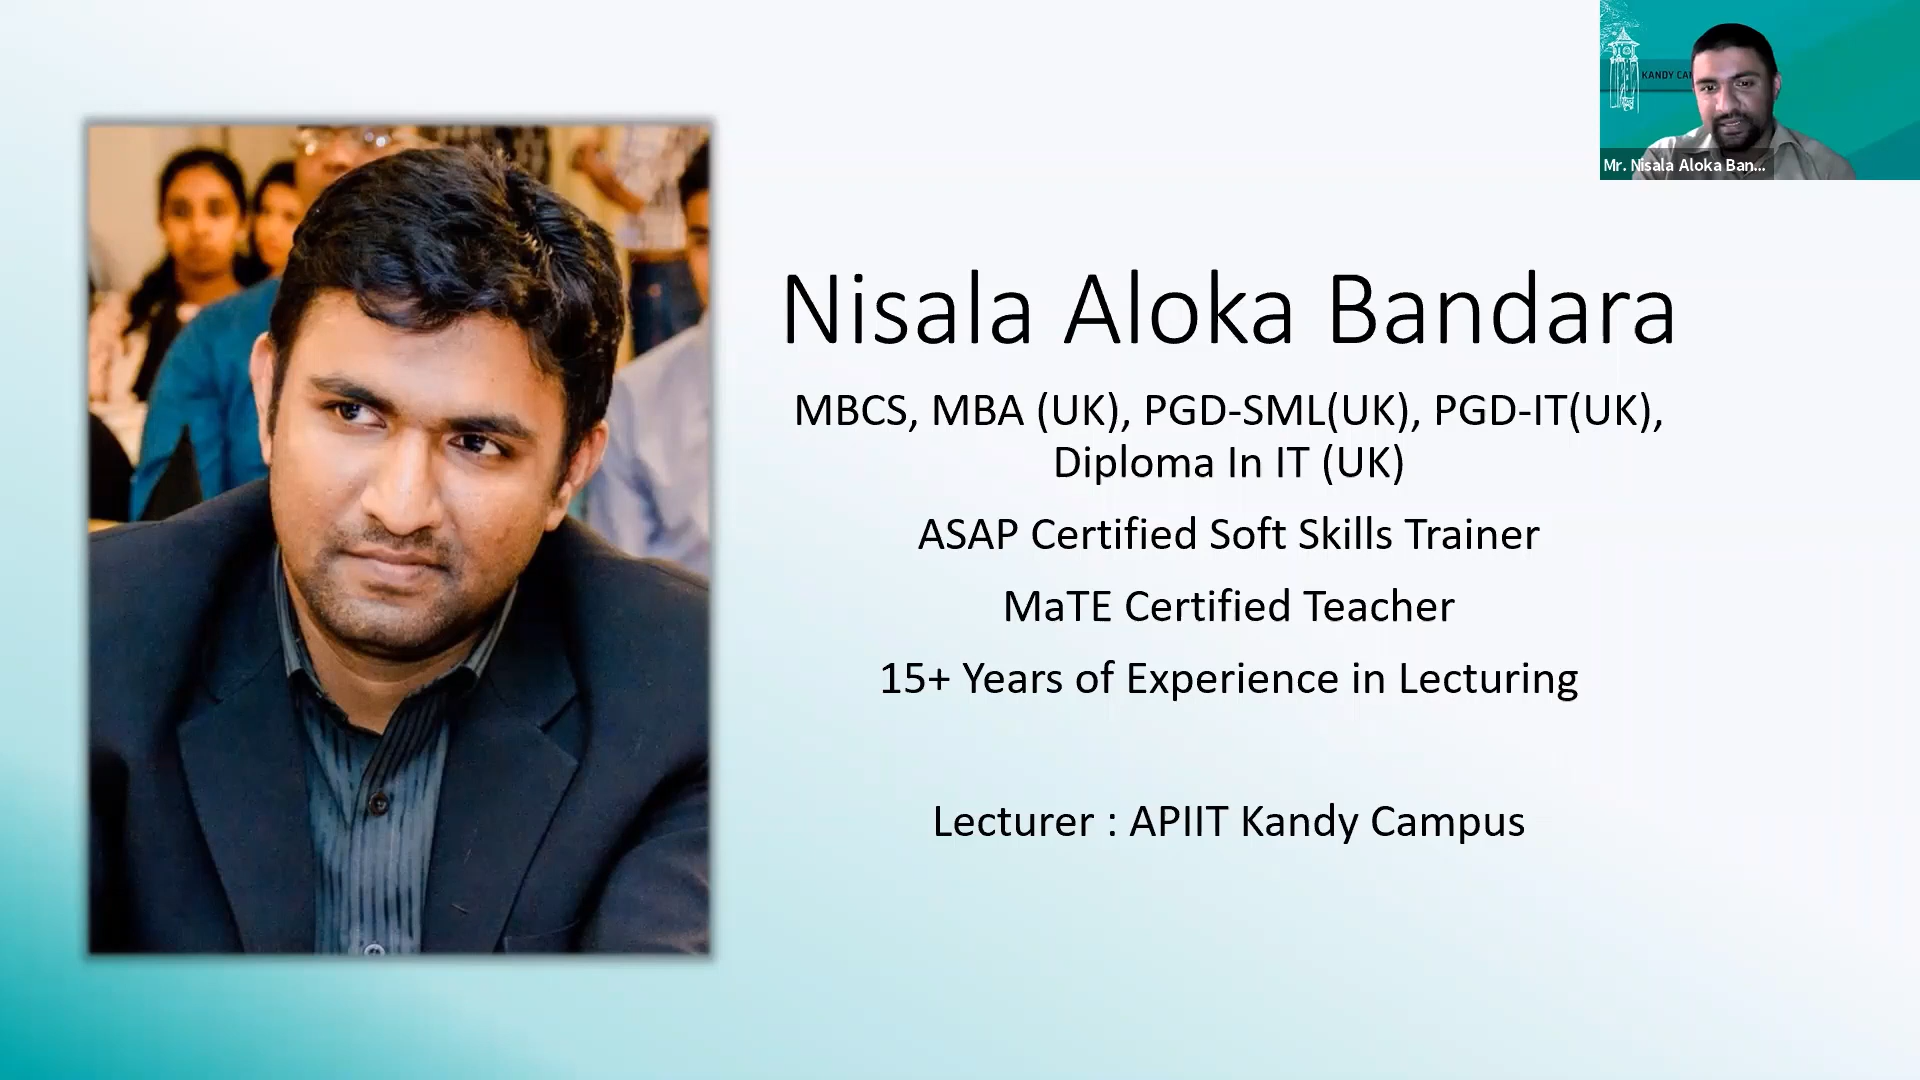 KANDY
Mr. Nisala Aloka Ban...
Nisala Aloka Bandara
MBCS, MBA (UK), PGD-SML(UK), PGD-IT(UK),
Diploma In IT (UK)
ASAP Certified Soft Skills Trainer
MaTE Certified Teacher
15+ Years of Experience in Lecturing
Lecturer : APIIT Kandy Campus